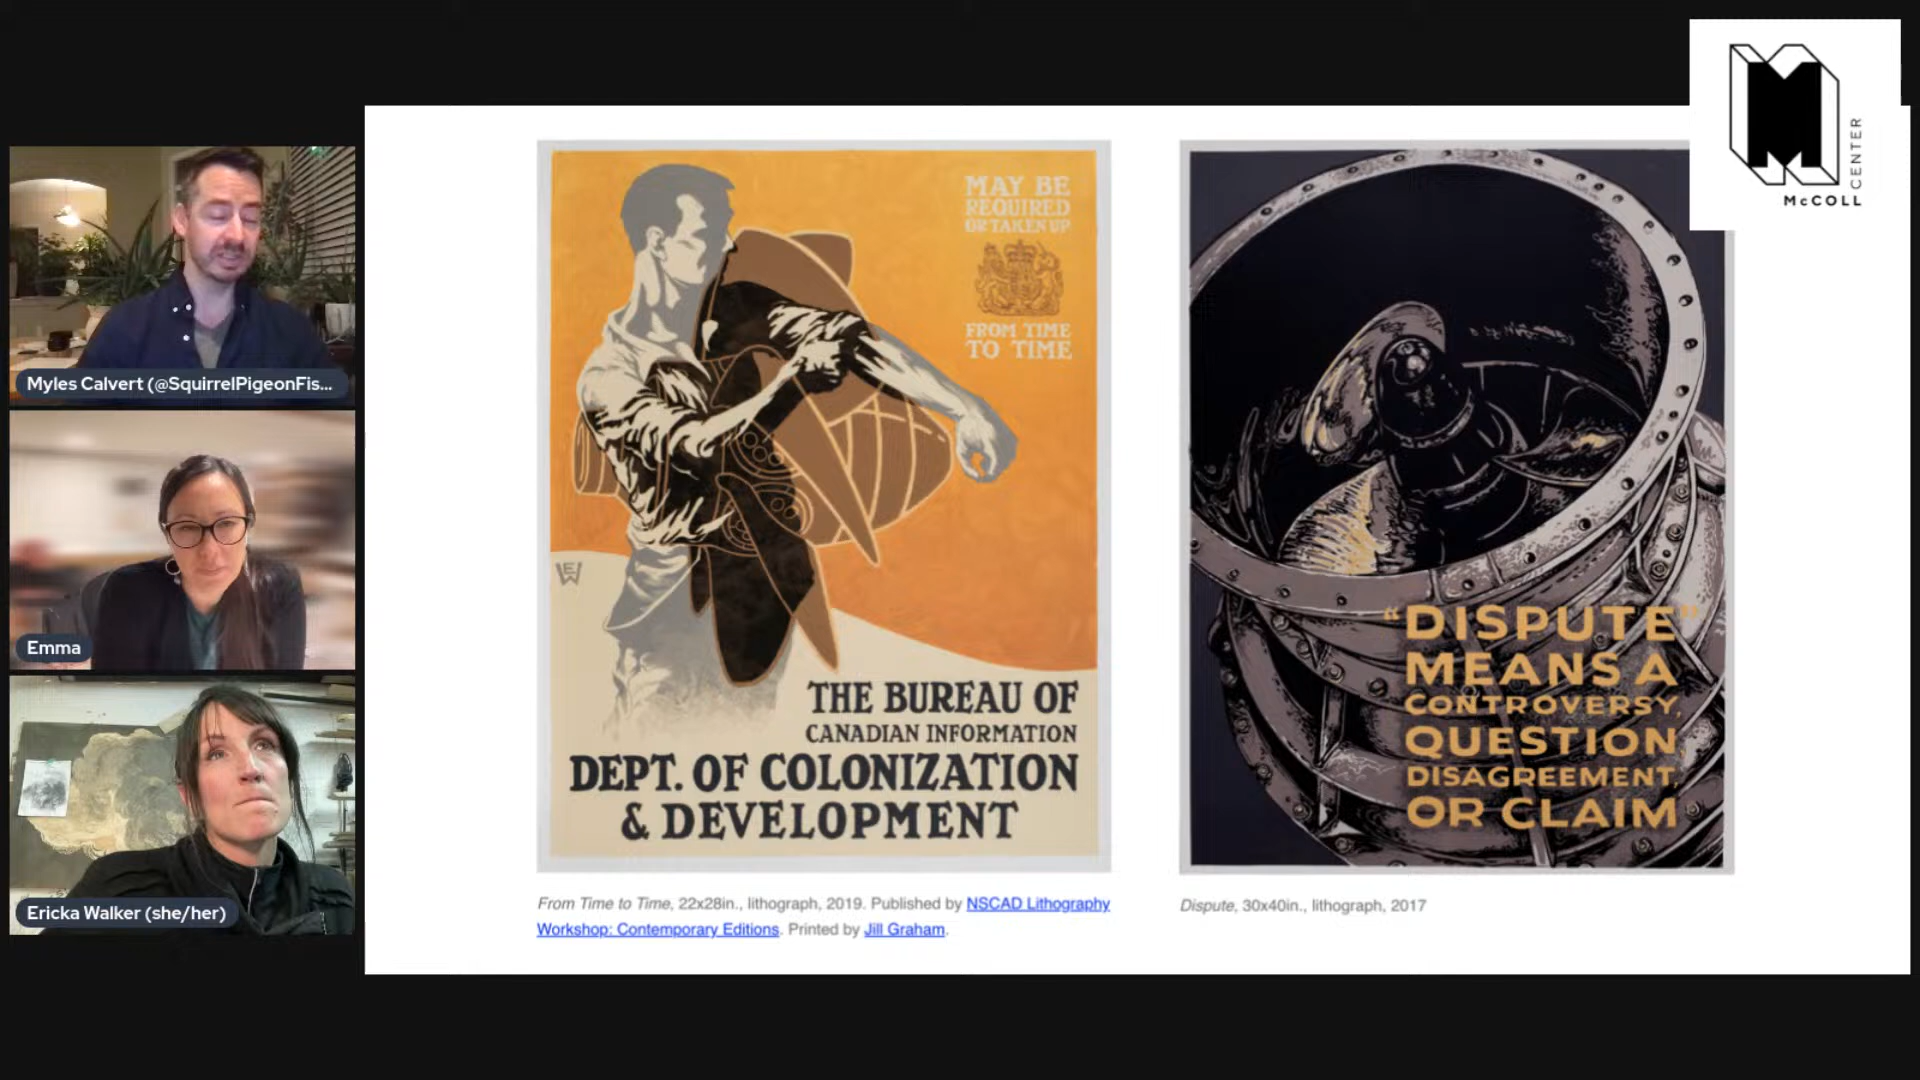 Myles Calvert (@SquirrelPigeonFis...
Emma
Ericka Walker (she/her)
MAY BE
REQUIRED
OR TAKEN UP
FROM TIME
TO TIME
EW
THE BUREAU OF
CANADIAN INFORMATION
DEPT. OF COLONIZATION
& DEVELOPMENT
From Time to Time, 22x28in., lithograph, 2019. Published by NSCAD Lithography
Workshop: Contemporary Editions. Printed by Jill Graham.
"DISPUTE"
MEANS A
CONTROVERSY,
QUESTION,
DISAGREEMENT,
OR CLAIM
Dispute, 30x40in., lithograph, 2017
M
McCOLL
CENTER